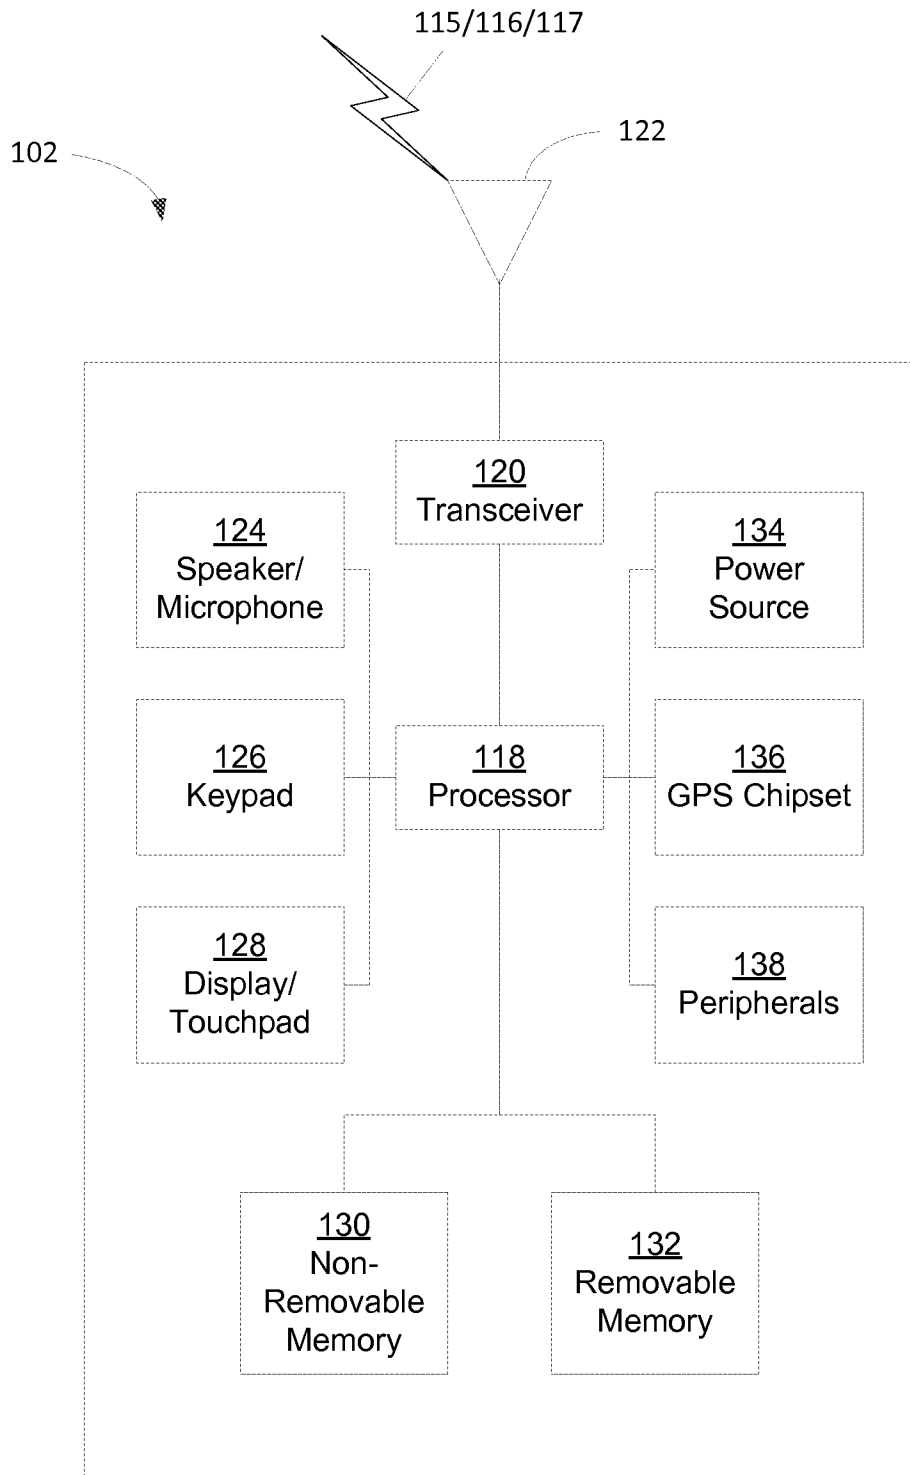 115/116/117
122
102
120
Transceiver
124
Speaker/
Microphone
134
Power
Source
126
Keypad
118
Processor
136
GPS Chipset
128
Display/
Touchpad
138
Peripherals
130
Non-
Removable
Memory
132
Removable
Memory